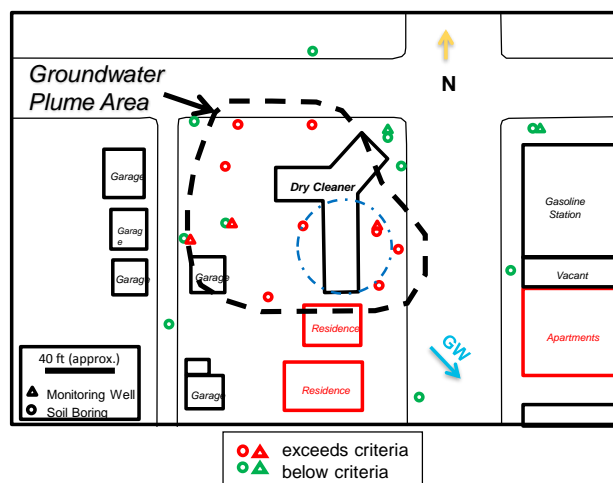 Groundwater
Plume Area
N
Garage
Dry Cleaner
Gasoline
Station
Garag
e
Garage
Garage
Vacant
Residence
Apartments
GW
40 ft (approx.)
Monitoring Well
Soil Boring
Garage
Residence
exceeds criteria
below criteria